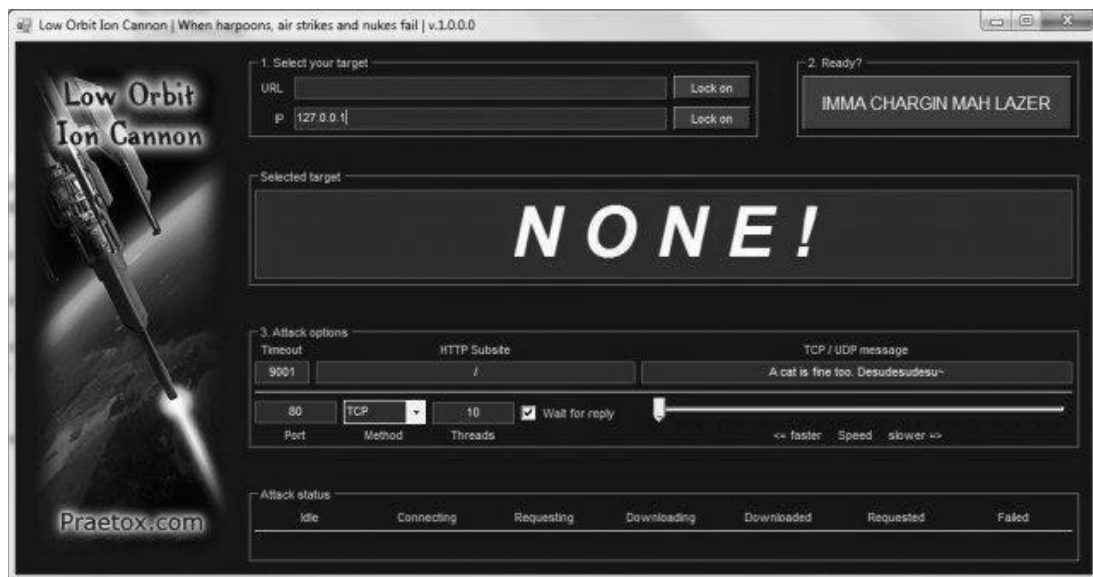 Low Orbit Ion Cannon | When harpoons, air strikes and nukes fail | v.1.0.0.0
Low Orbit
Ion Cannon
Praetox.com
1. Select your target
URL Lock on
IP 127.0.0.1 Lock on
2. Ready?
IMMA CHARGIN MAH LAZER
Selected target
NONE!
3. Attack options
Timeout HTTP Subsite TCP / UDP message
9001 / A cat is fine too. Desudesudesu~
80 TCP 10 Wait for reply
Port Method Threads <= faster Speed slower =>
Attack status
Idle Connecting Requesting Downloading Downloaded Requested Failed